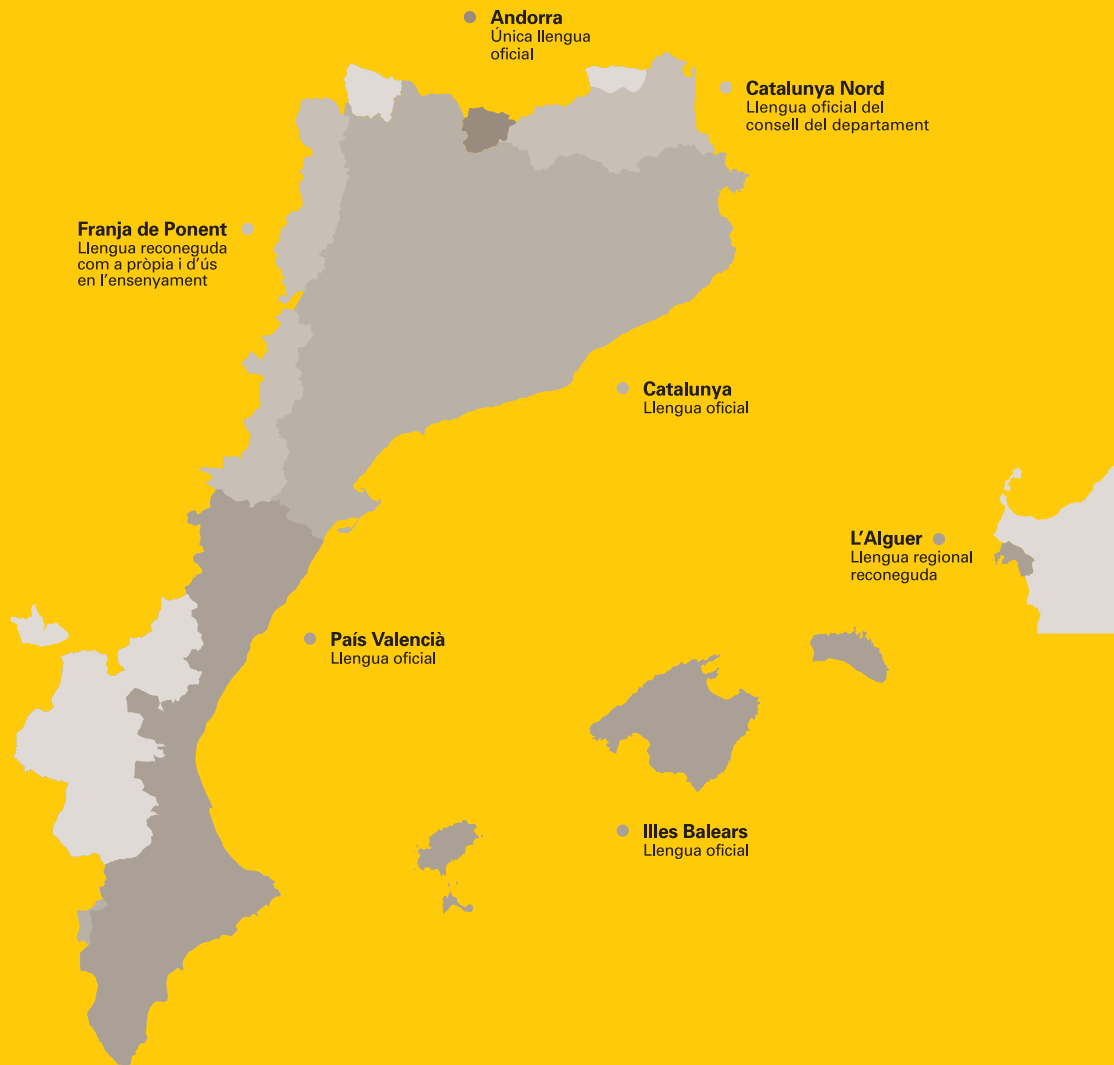 Andorra
Única llengua
oficial
Catalunya Nord
Llengua oficial del
consell del departament
Franja de Ponent
Llengua reconeguda
com a pròpia i d'ús
en l'ensenyament
Catalunya
Llengua oficial
L'Alguer
Llengua regional
reconeguda
País Valencià
Llengua oficial
Illes Balears
Llengua oficial